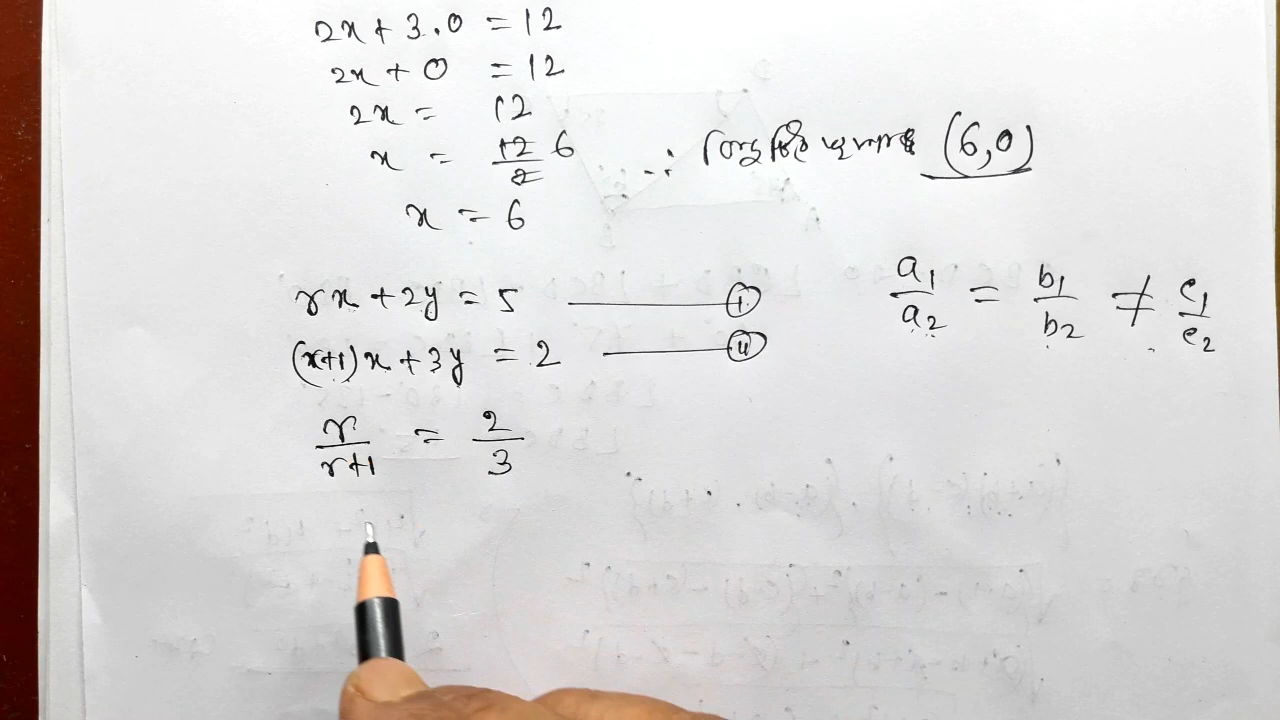 2x + 3.0 = 12
2x + 0 = 12
2x = 12
x = 12/2 6
∴ (6,0)
x = 6
rx + 2y = 5 ——— (i)
a₁/a₂ = b₁/b₂ ≠ c₁/c₂
(r+1)x + 3y = 2 ——— (ii)
r/r+1 = 2/3